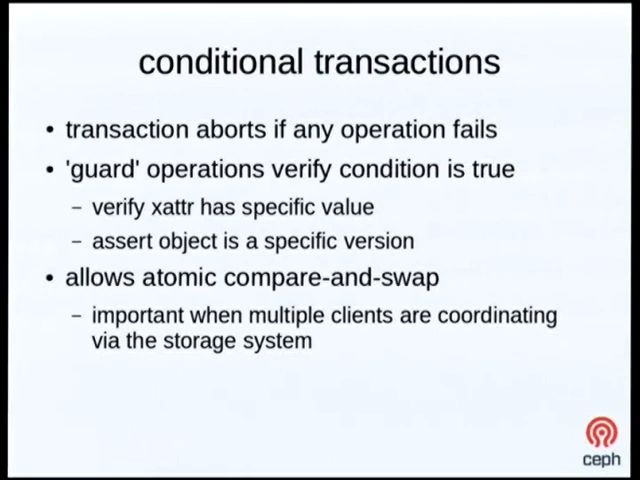 conditional transactions
• transaction aborts if any operation fails
• 'guard' operations verify condition is true
– verify xattr has specific value
– assert object is a specific version
• allows atomic compare-and-swap
– important when multiple clients are coordinating
via the storage system
ceph